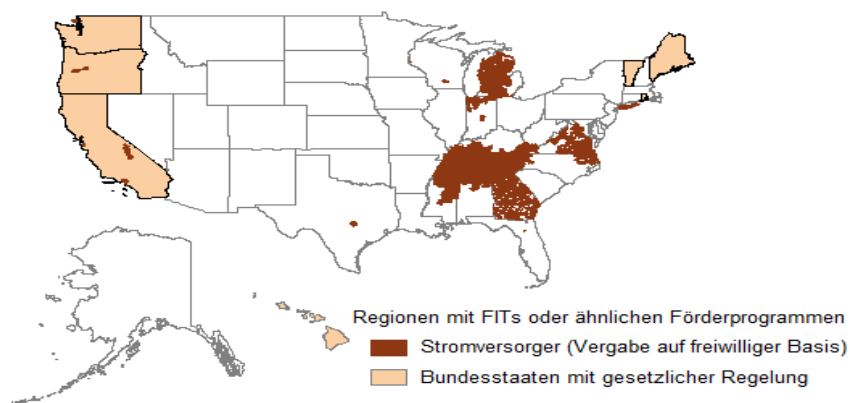 Regionen mit FITs oder ähnlichen Förderprogrammen
Stromversorger (Vergabe auf freiwilliger Basis)
Bundesstaaten mit gesetzlicher Regelung